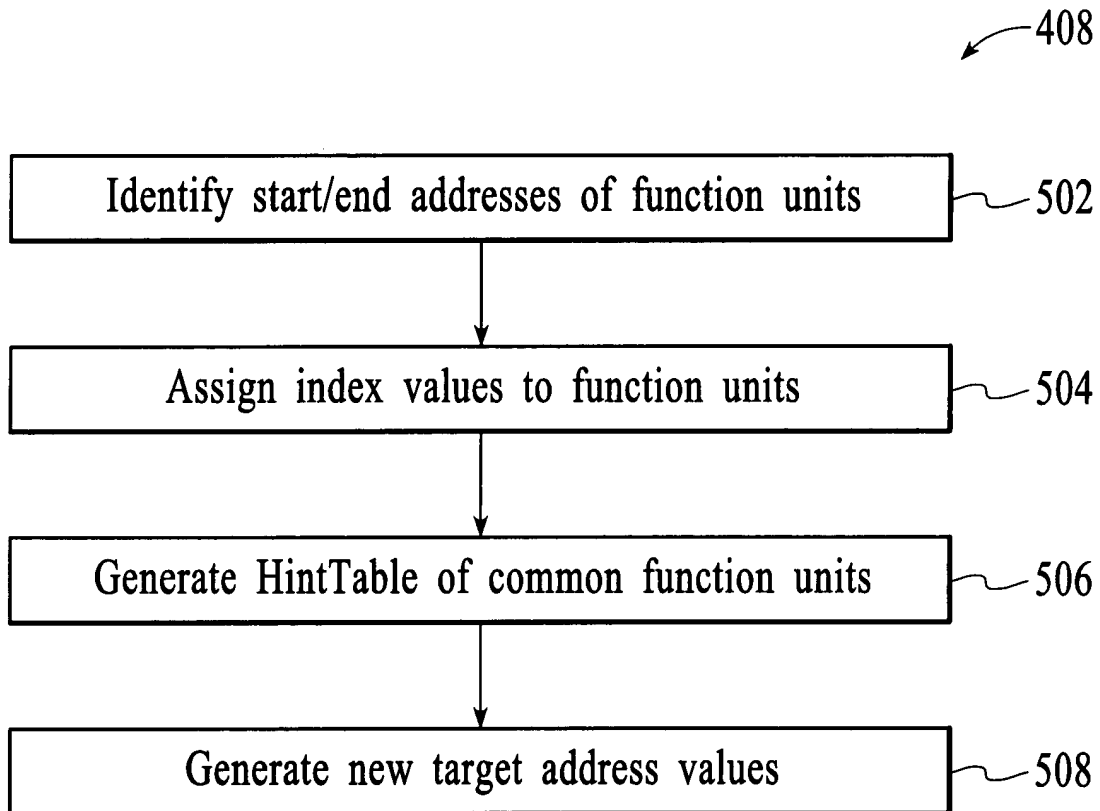 408
Identify start/end addresses of function units
502
Assign index values to function units
504
Generate HintTable of common function units
506
Generate new target address values
508